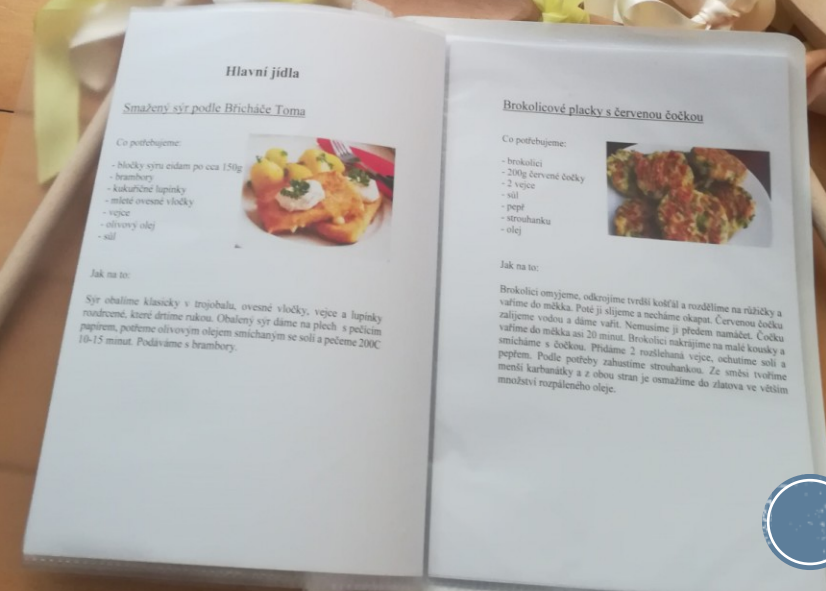 Hlavní jídla
Smažený sýr podle Břicháče Toma
Co potřebujeme:
- bločky sýru eidam po cca 150g
- brambory
- kukuřičné lupínky
- mleté ovesné vločky
- vejce
- olivový olej
- sůl
Jak na to:
Sýr obalíme klasicky v trojobalu, ovesné vločky, vejce a lupínky
rozdrcené, které drtíme rukou. Obalený sýr dáme na plech s pečícím
papírem, potřeme olivovým olejem smíchaným se solí a pečeme 200C
10-15 minut. Podáváme s brambory.
Brokolicové placky s červenou čočkou
Co potřebujeme:
- brokolici
- 200g červené čočky
- 2 vejce
- sůl
- pepř
- strouhanku
- olej
Jak na to:
Brokolici omyjeme, odkrojíme tvrdší košťál a rozdělíme na růžičky a
vaříme do měkka. Poté ji slijeme a necháme okapat. Červenou čočku
zalijeme vodou a dáme vařit. Nemusíme ji předem namáčet. Čočku
vaříme do měkka asi 20 minut. Brokolici nakrájíme na malé kousky a
smícháme s čočkou. Přidáme 2 rozšlehaná vejce, ochutíme solí a
pepřem. Podle potřeby zahustíme strouhankou. Ze směsi tvoříme
menší karbanátky a z obou stran je osmažíme do zlatova ve větším
množství rozpáleného oleje.